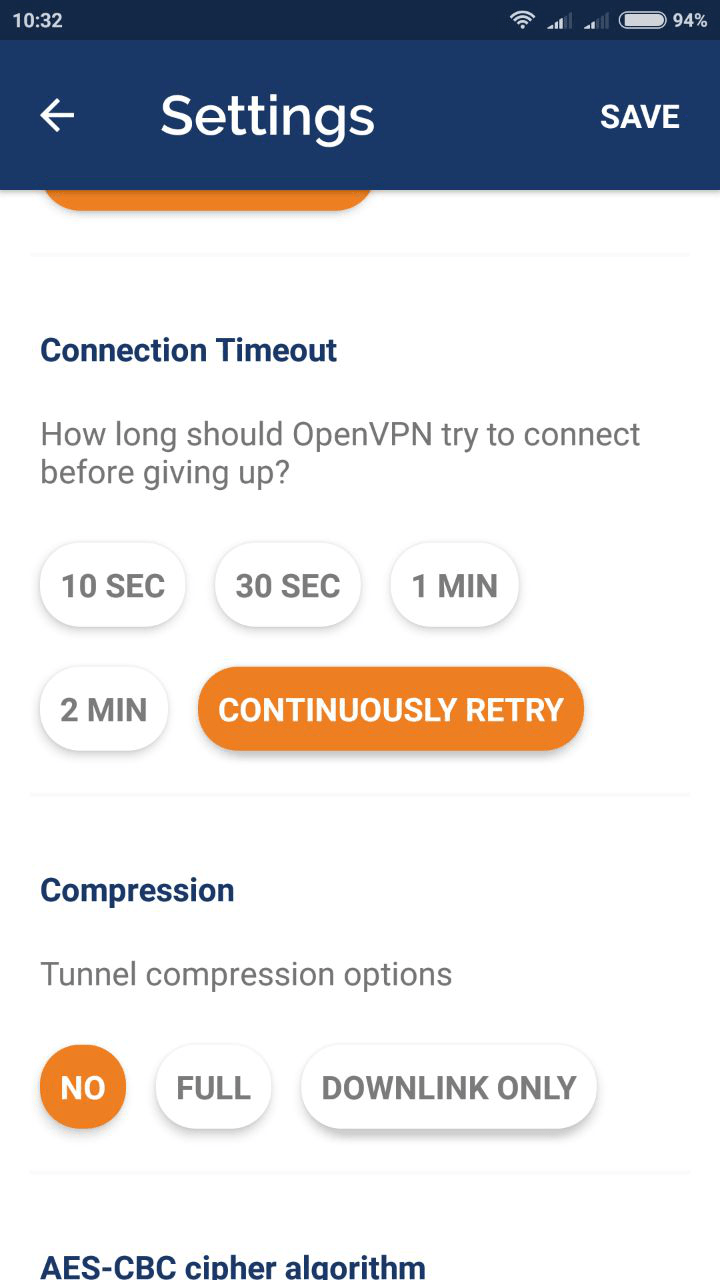 10:32
94%
Settings
SAVE
Connection Timeout
How long should OpenVPN try to connect
before giving up?
10 SEC
30 SEC
1 MIN
2 MIN
CONTINUOUSLY RETRY
Compression
Tunnel compression options
NO
FULL
DOWNLINK ONLY
AES-CBC cipher algorithm